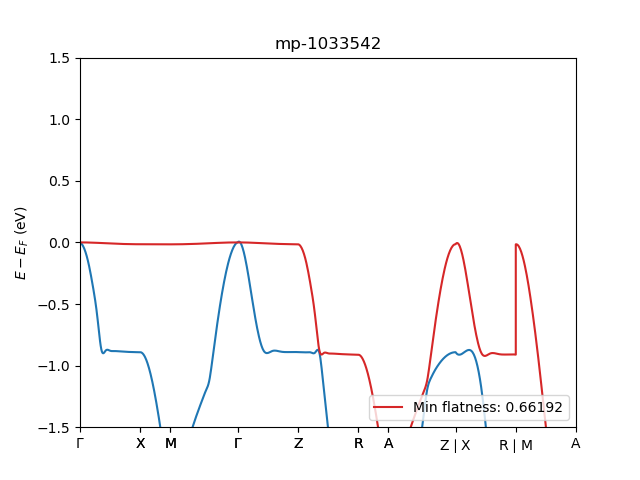 mp-1033542
E − E_F (eV)
1.5
1.0
0.5
0.0
−0.5
−1.0
−1.5
Min flatness: 0.66192
Γ X M Γ Z R A Z | X R | M A